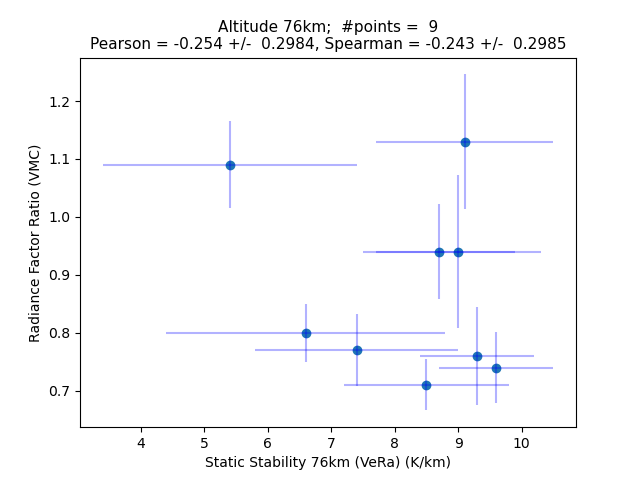 Altitude 76km;  #points =  9
Pearson = -0.254 +/-  0.2984, Spearman = -0.243 +/-  0.2985
Radiance Factor Ratio (VMC)
1.2
1.1
1.0
0.9
0.8
0.7
4 5 6 7 8 9 10
Static Stability 76km (VeRa) (K/km)